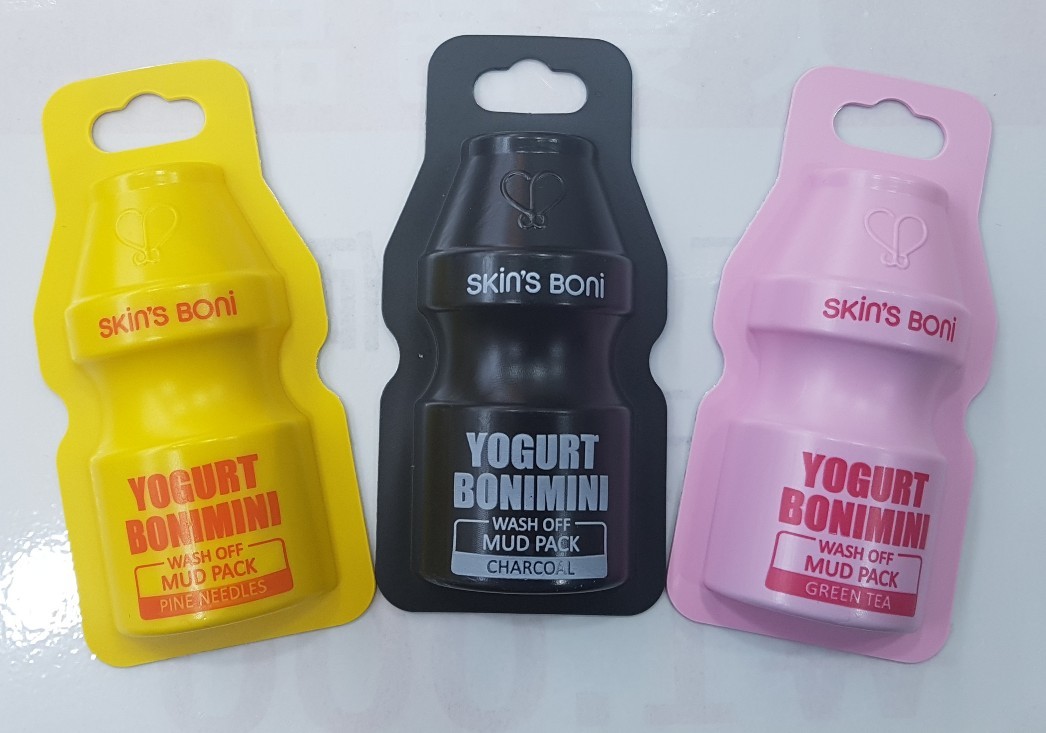 SKin'S BONi
YOGURT
BONIMINI
WASH OFF
MUD PACK
PINE NEEDLES
SKin'S BONi
YOGURT
BONIMINI
WASH OFF
MUD PACK
CHARCOAL
SKin'S BONi
YOGURT
BONIMINI
WASH OFF
MUD PACK
GREEN TEA